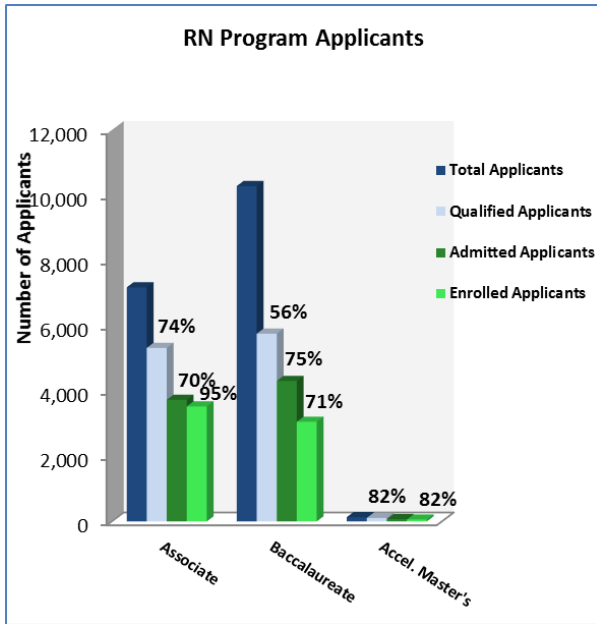 RN Program Applicants
Number of Applicants
12,000
10,000
8,000
6,000
4,000
2,000
0
74%
70%
95%
56%
75%
71%
82%
82%
Associate
Baccalaureate
Accel. Master's
Total Applicants
Qualified Applicants
Admitted Applicants
Enrolled Applicants